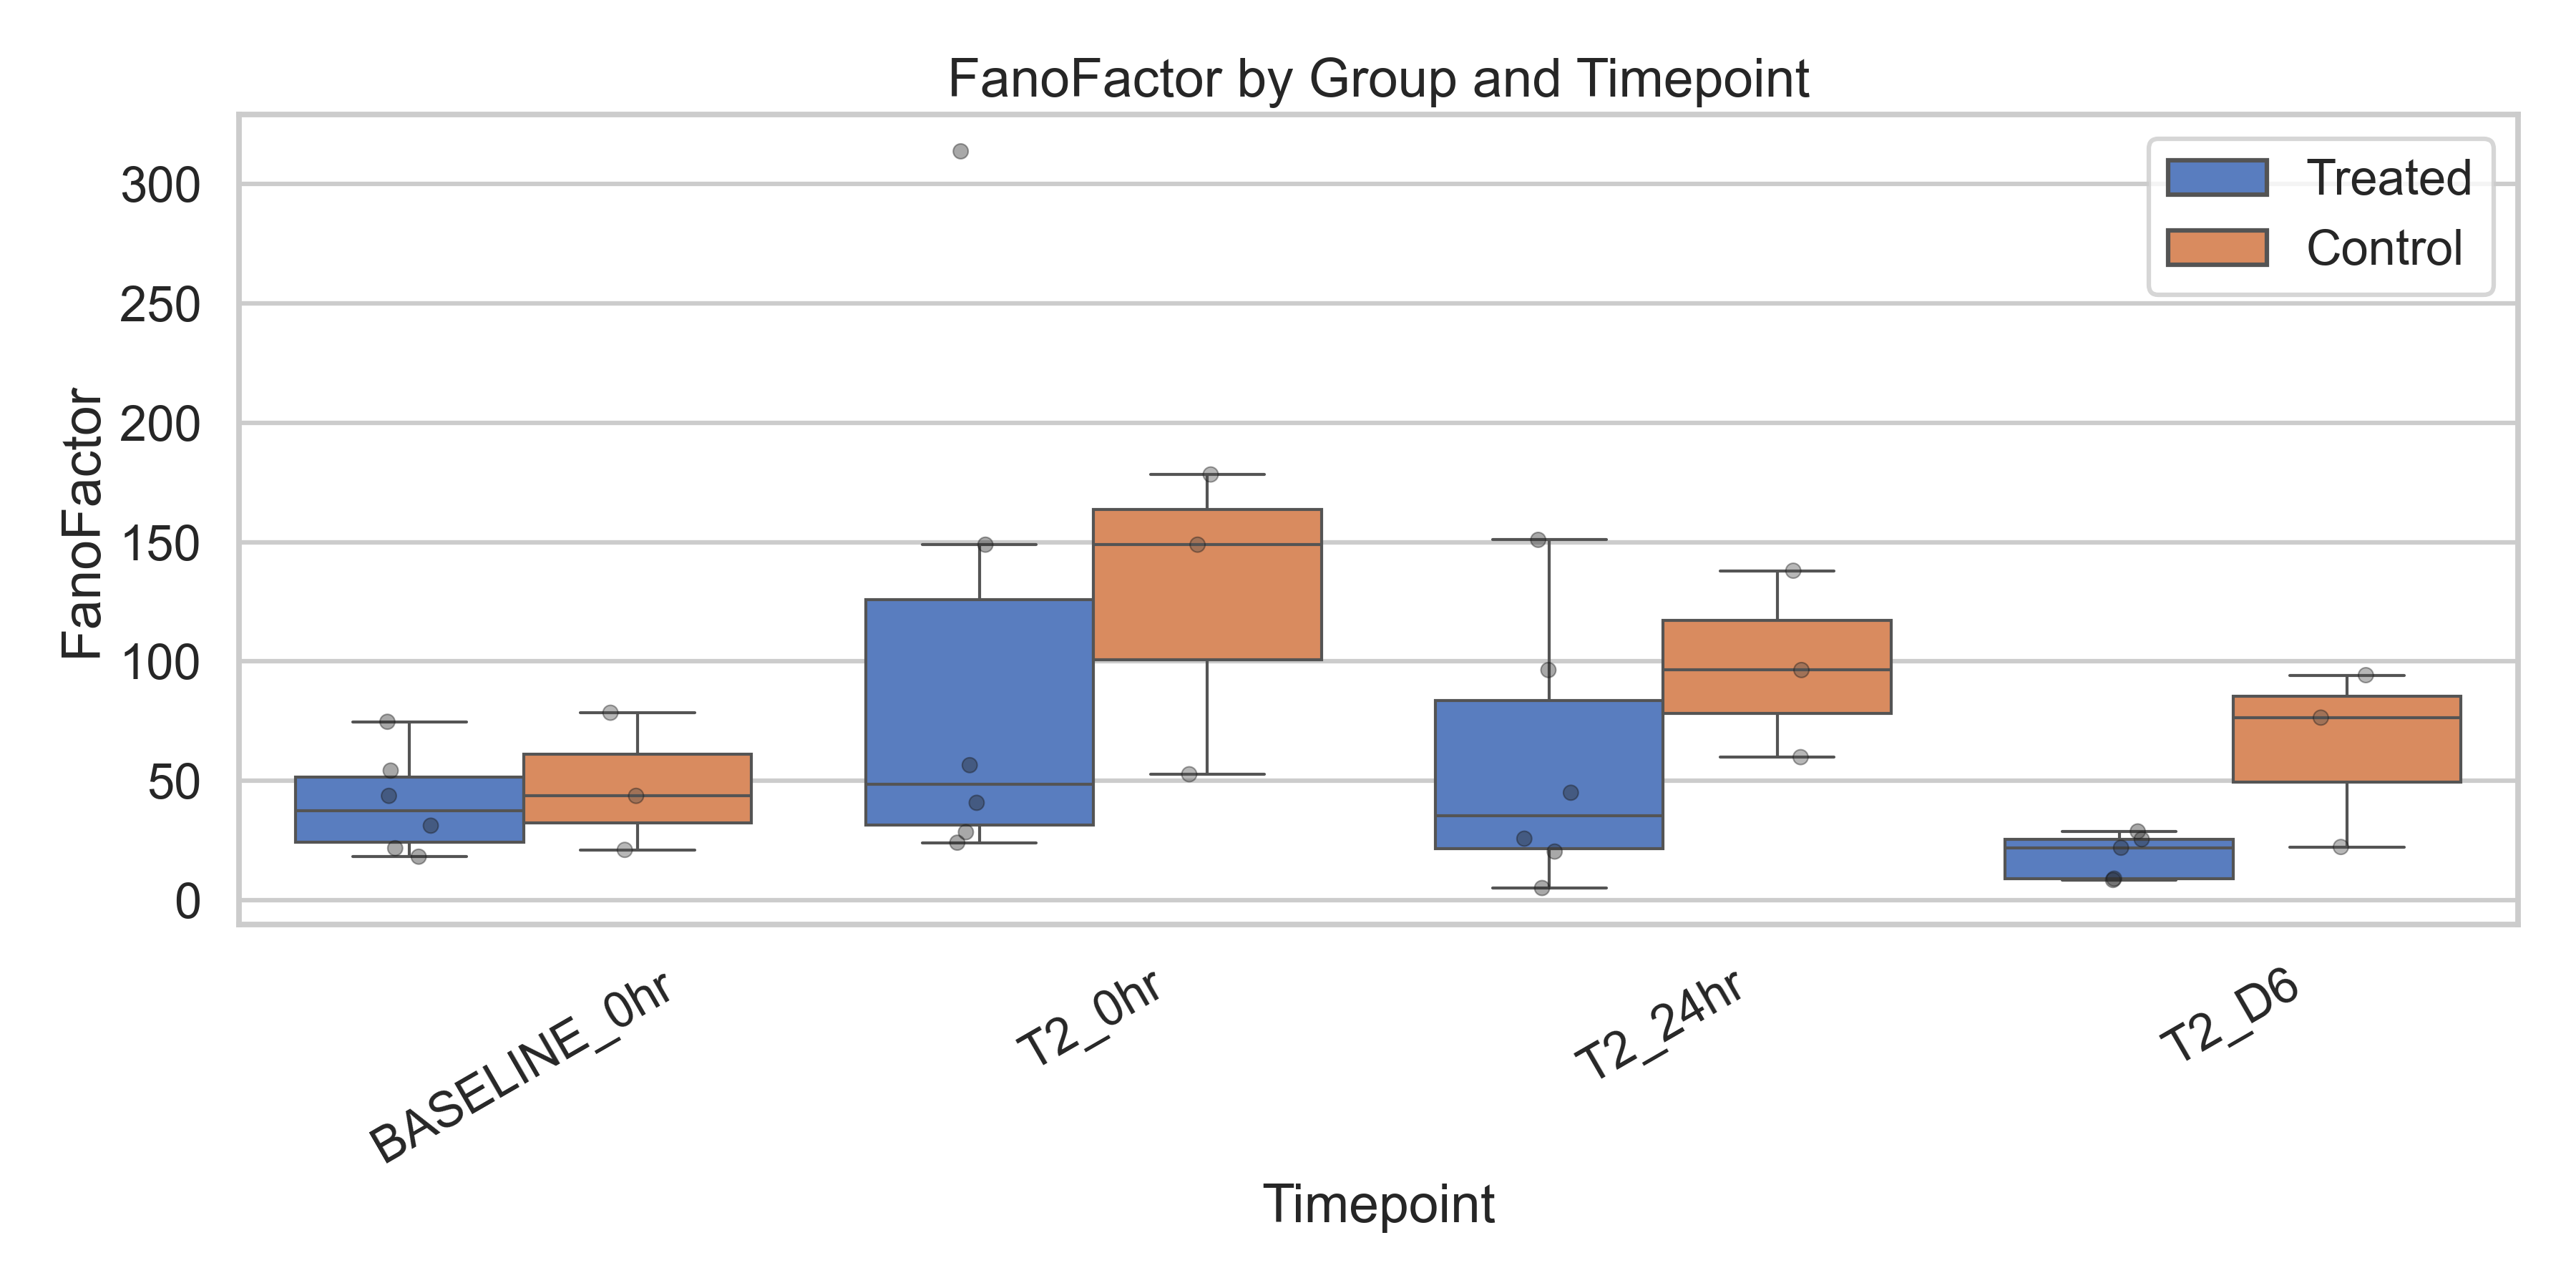 FanoFactor by Group and Timepoint
Treated
Control
FanoFactor
300
250
200
150
100
50
0
BASELINE_0hr
T2_0hr
T2_24hr
T2_D6
Timepoint